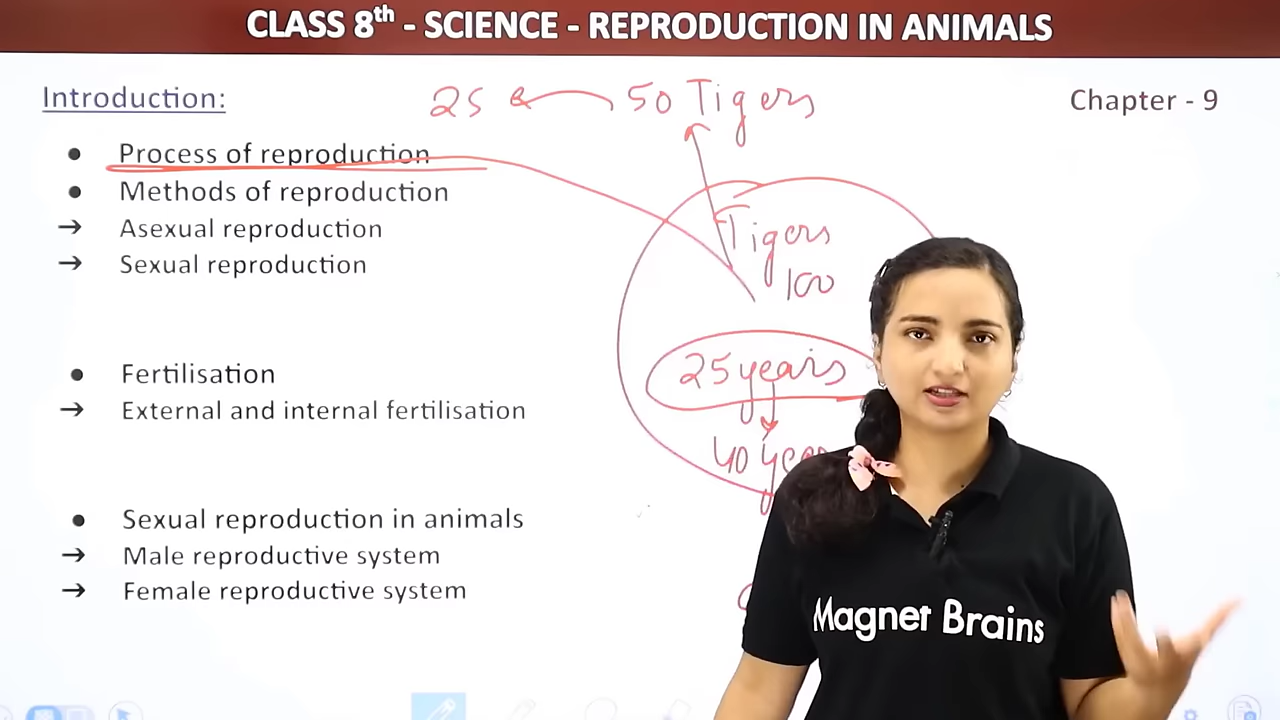 CLASS 8th - SCIENCE - REPRODUCTION IN ANIMALS
Introduction:
25 50 Tigers
Chapter - 9
● Process of reproduction
● Methods of reproduction
→ Asexual reproduction
→ Sexual reproduction
Tigers
100
25 years
● Fertilisation
→ External and internal fertilisation
40
● Sexual reproduction in animals
→ Male reproductive system
→ Female reproductive system
Magnet Brains